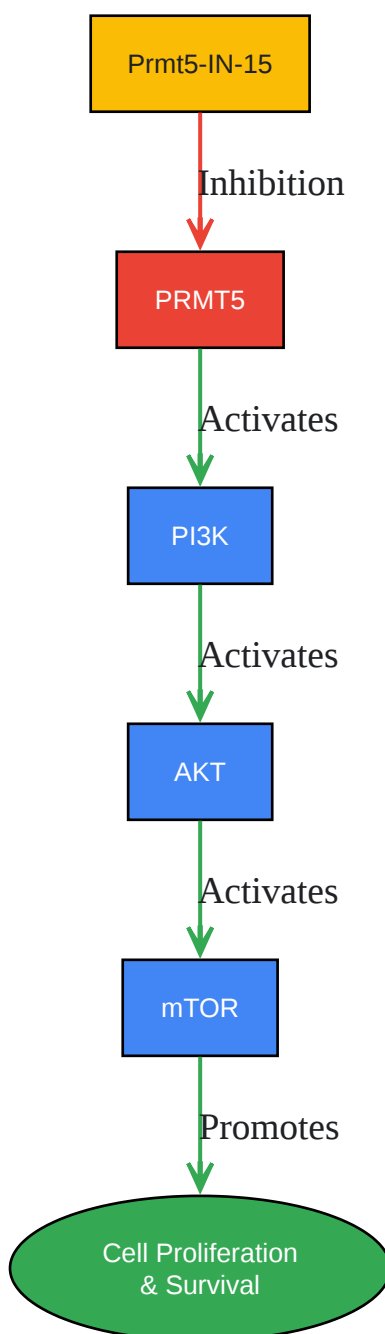 Prmt5-IN-15
Inhibition
PRMT5
Activates
PI3K
Activates
AKT
Activates
mTOR
Promotes
Cell Proliferation
& Survival